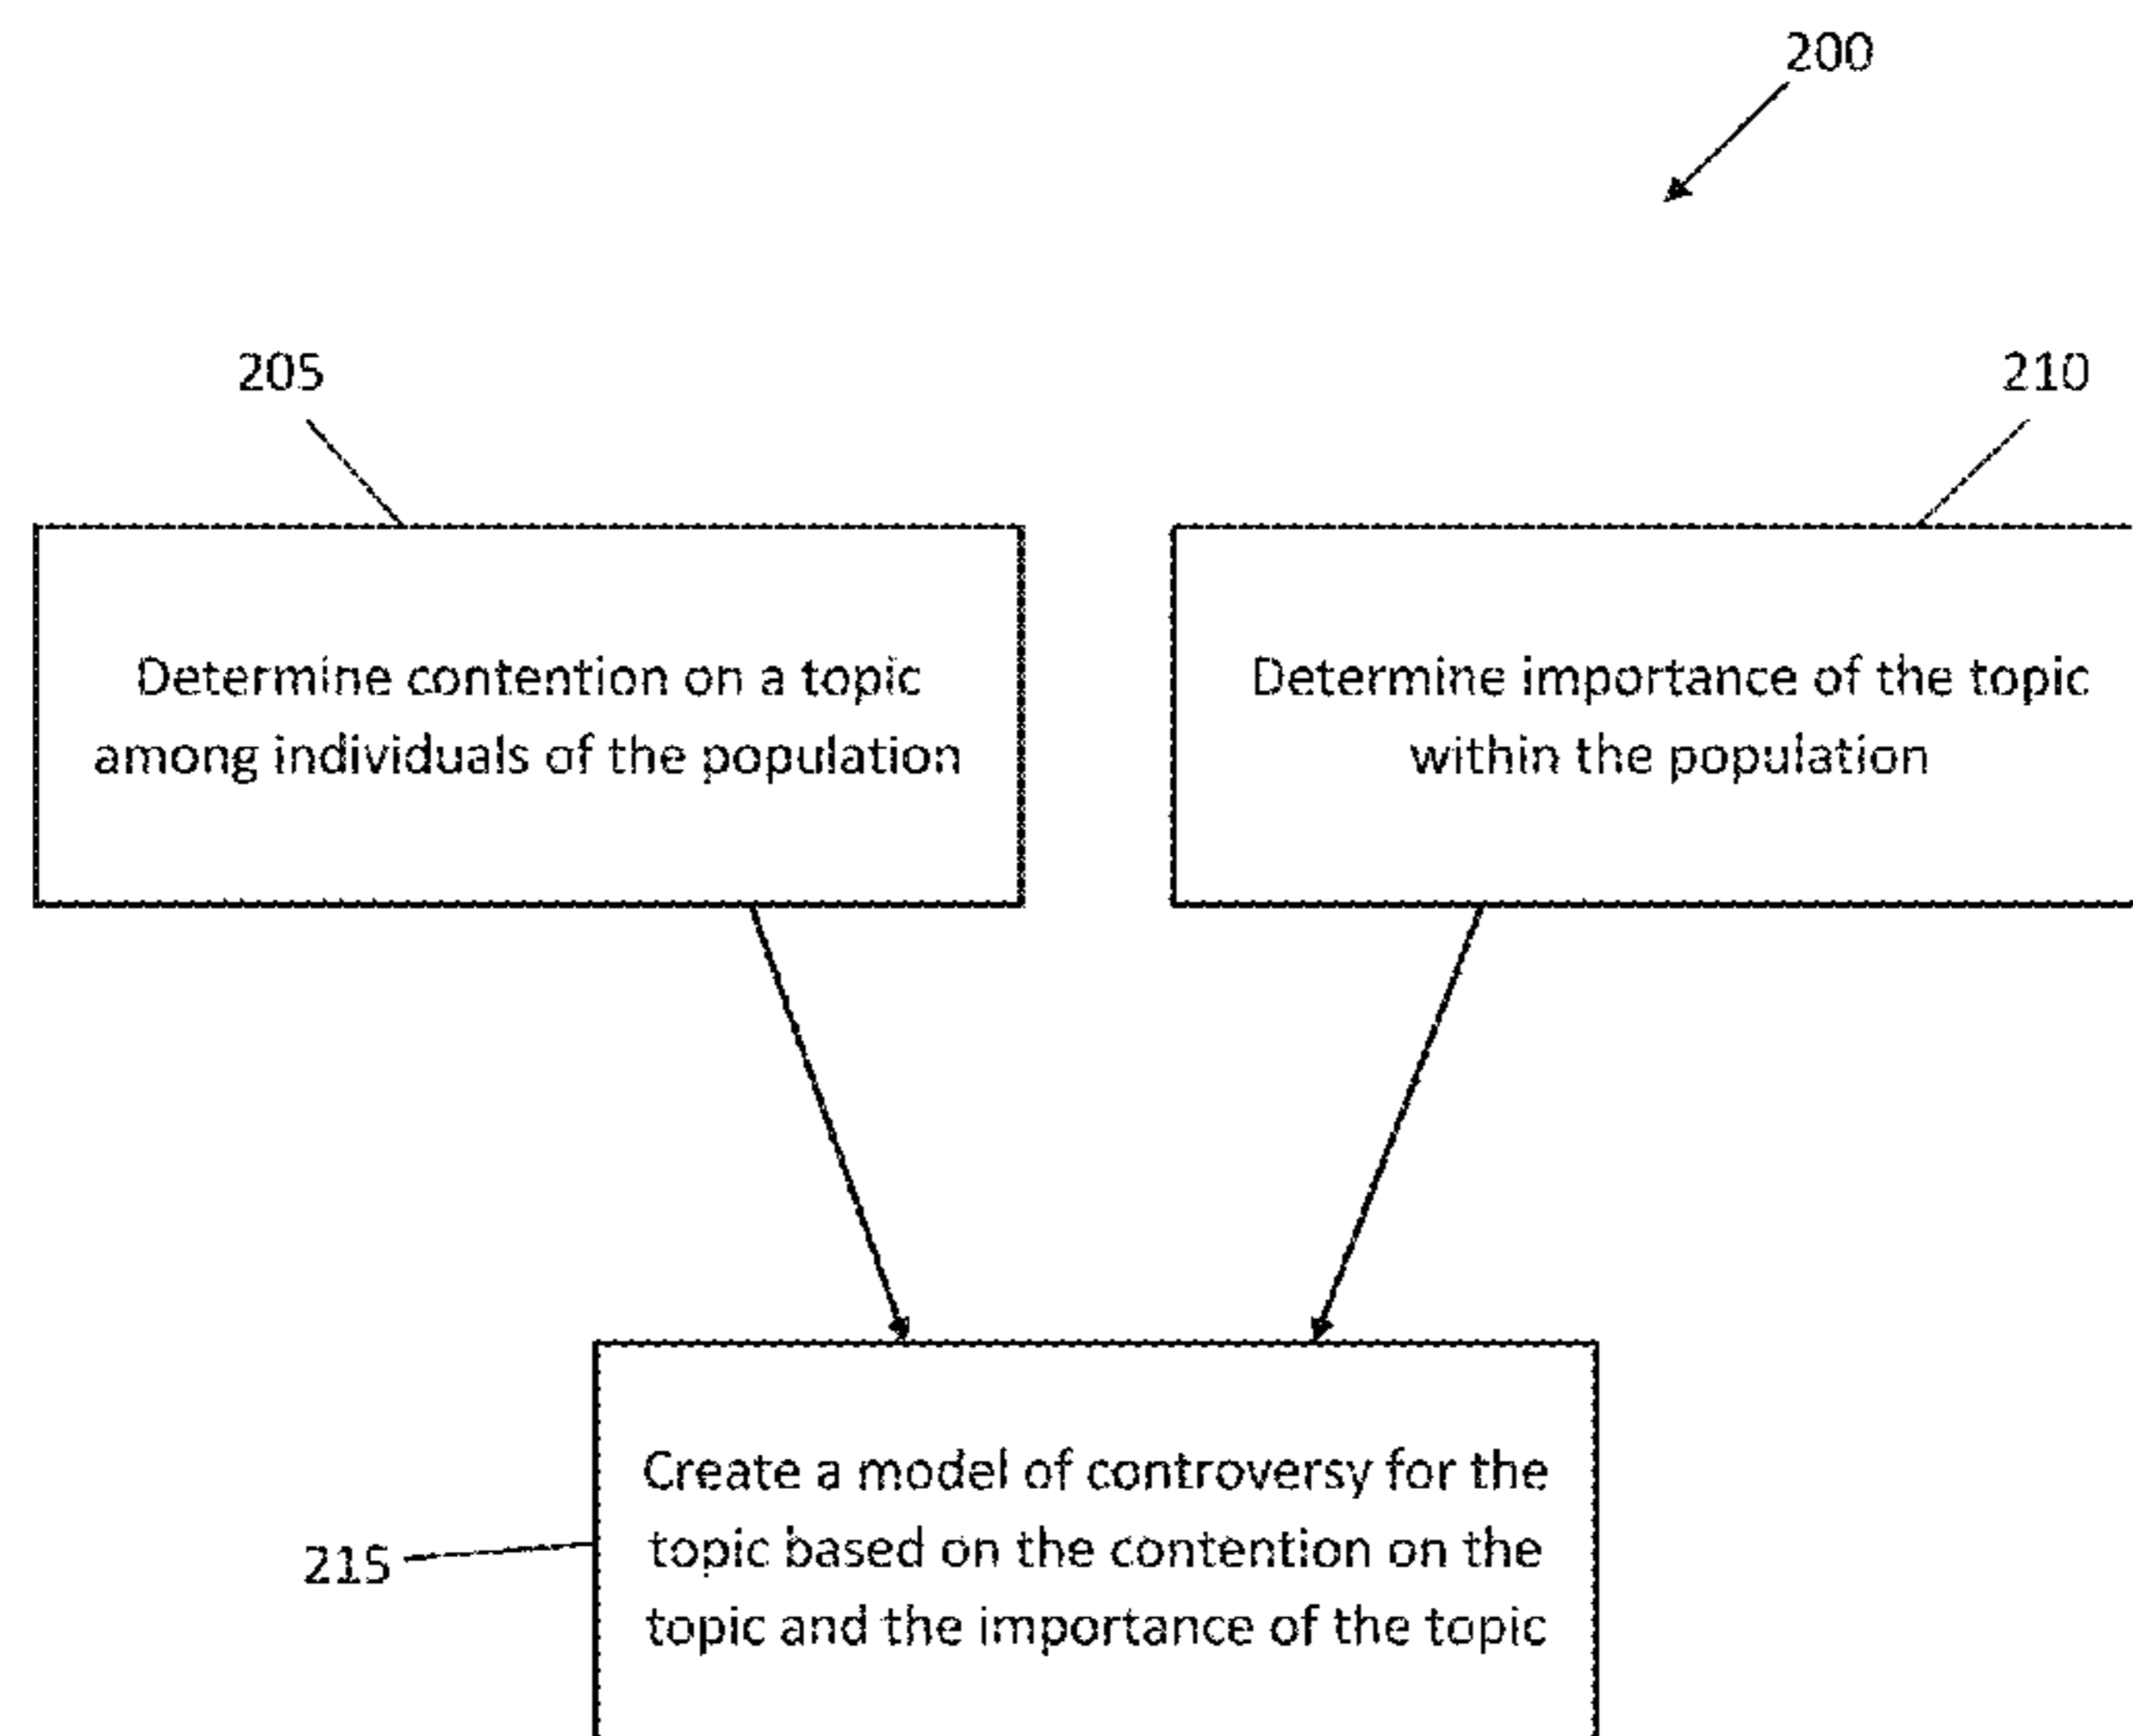 200
205
210
Determine contention on a topic
among individuals of the population
Determine importance of the topic
within the population
Create a model of controversy for the
topic based on the contention on the
topic and the importance of the topic
215